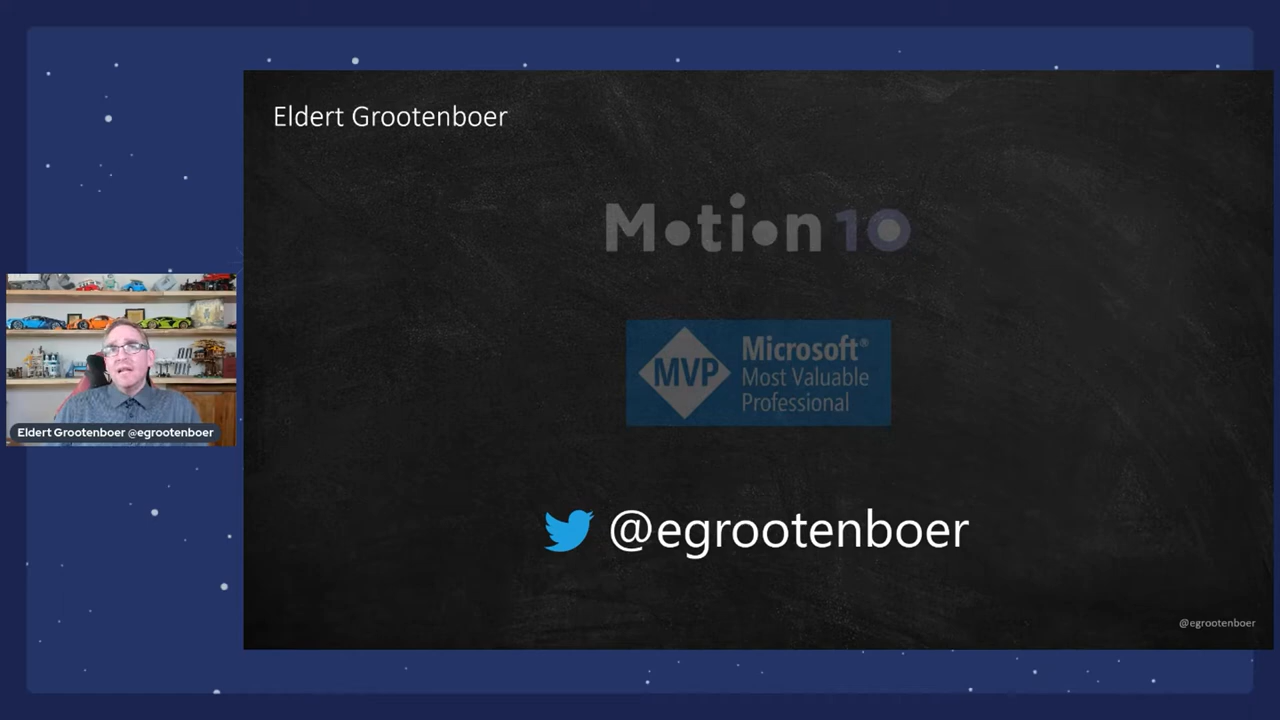 Eldert Grootenboer
Motion10
MVP
Microsoft®
Most Valuable
Professional
Eldert Grootenboer @egrootenboer
@egrootenboer
@egrootenboer